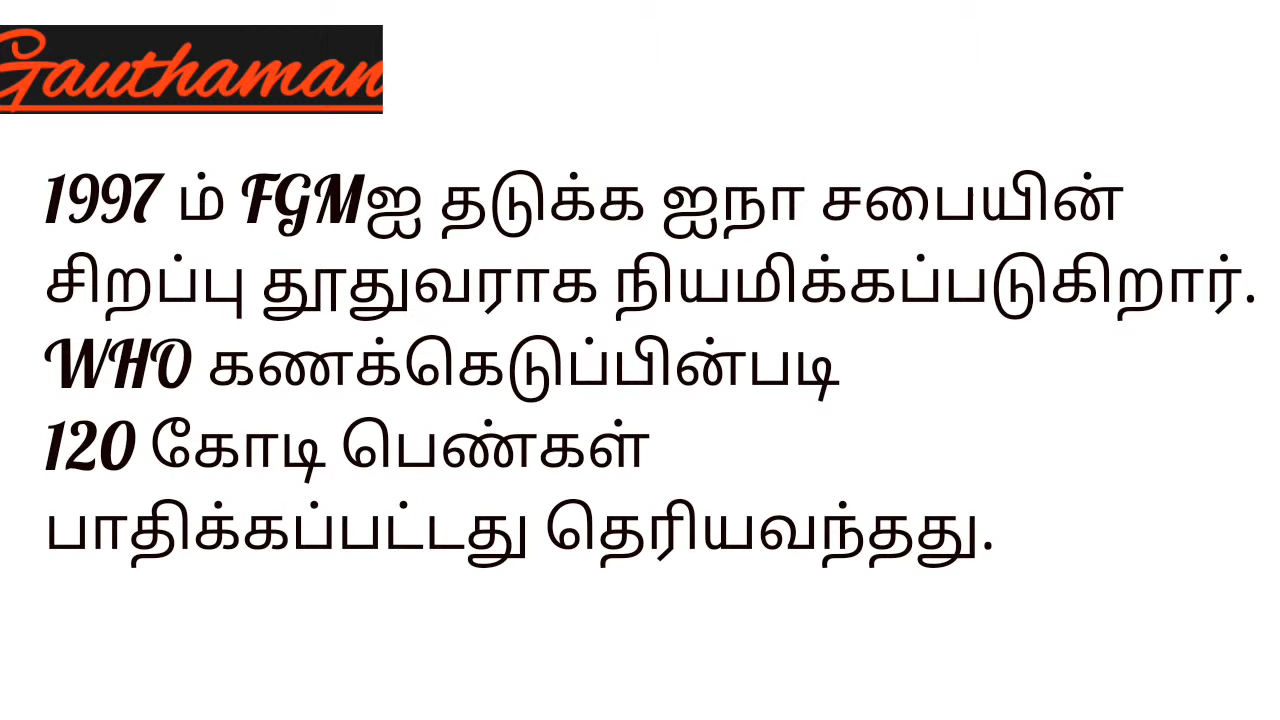 Gauthaman
1997 ம் FGMஐ தடுக்க ஐநா சபையின்
சிறப்பு தூதுவராக நியமிக்கப்படுகிறார்.
WHO கணக்கெடுப்பின்படி
120 கோடி பெண்கள்
பாதிக்கப்பட்டது தெரியவந்தது.